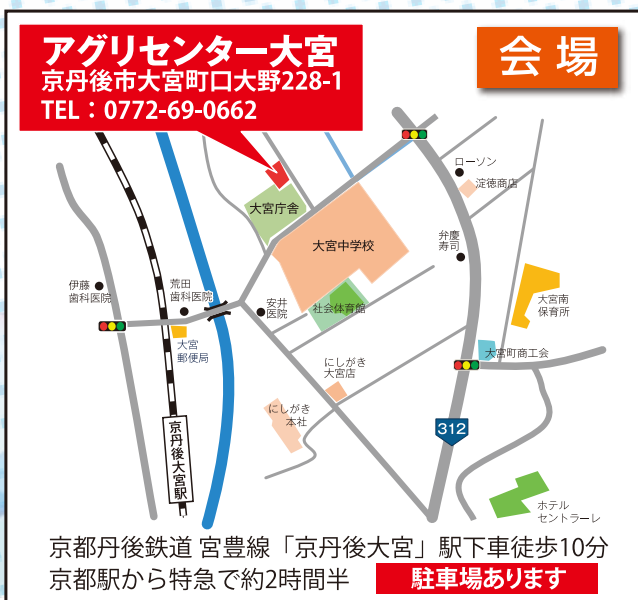 アグリセンター大宮
京丹後市大宮町口大野228-1
TEL：0772-69-0662
会場
ローソン
淀徳商店
大宮庁舎
大宮中学校
弁慶
寿司
伊藤
歯科医院
荒田
歯科医院
安井
医院
社会体育館
大宮南
保育所
大宮
郵便局
にしがき
大宮店
大宮町商工会
にしがき
本社
京丹後大宮駅
312
ホテル
セントラーレ
京都丹後鉄道 宮豊線「京丹後大宮」駅下車徒歩10分
京都駅から特急で約2時間半
駐車場あります